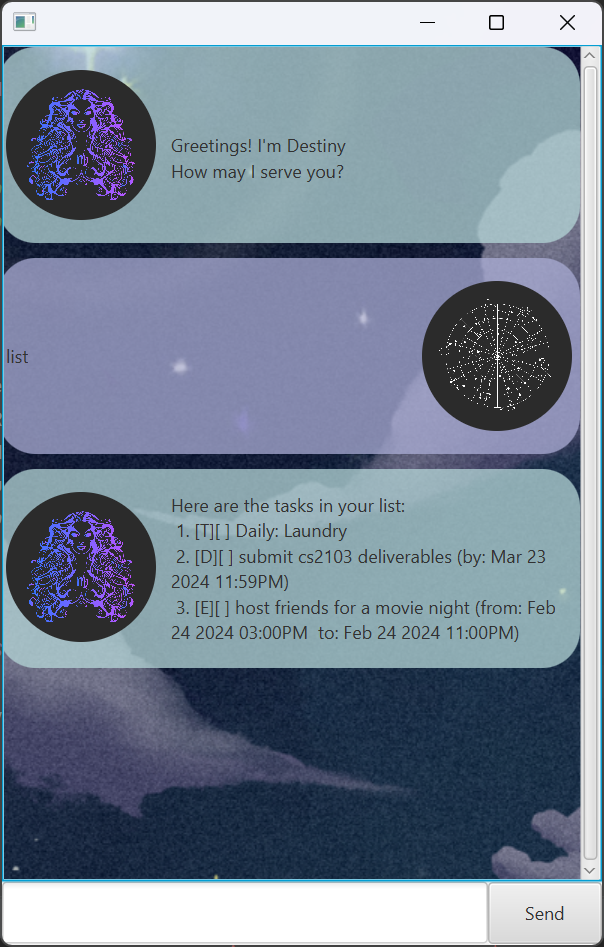 Greetings! I'm Destiny
How may I serve you?
list
Here are the tasks in your list:
1. [T][ ] Daily: Laundry
2. [D][ ] submit cs2103 deliverables (by: Mar 23
2024 11:59PM)
3. [E][ ] host friends for a movie night (from: Feb
24 2024 03:00PM  to: Feb 24 2024 11:00PM)
Send